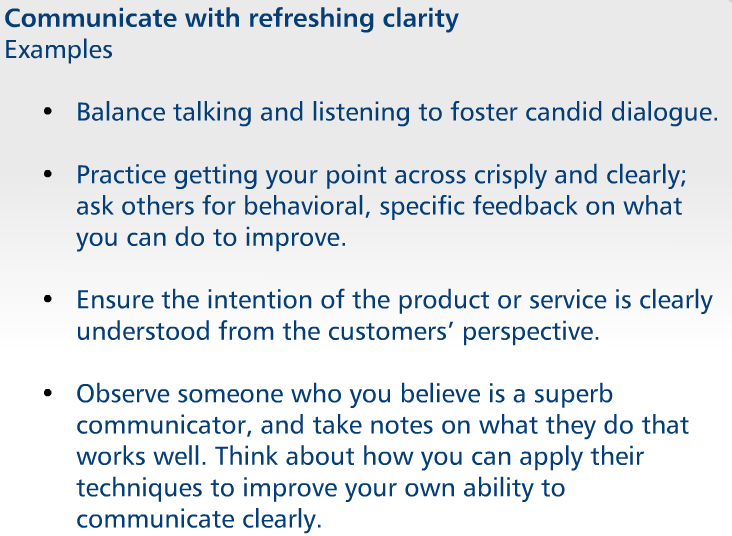 Communicate with refreshing clarity
Examples
• Balance talking and listening to foster candid dialogue.
• Practice getting your point across crisply and clearly;
ask others for behavioral, specific feedback on what
you can do to improve.
• Ensure the intention of the product or service is clearly
understood from the customers’ perspective.
• Observe someone who you believe is a superb
communicator, and take notes on what they do that
works well. Think about how you can apply their
techniques to improve your own ability to
communicate clearly.